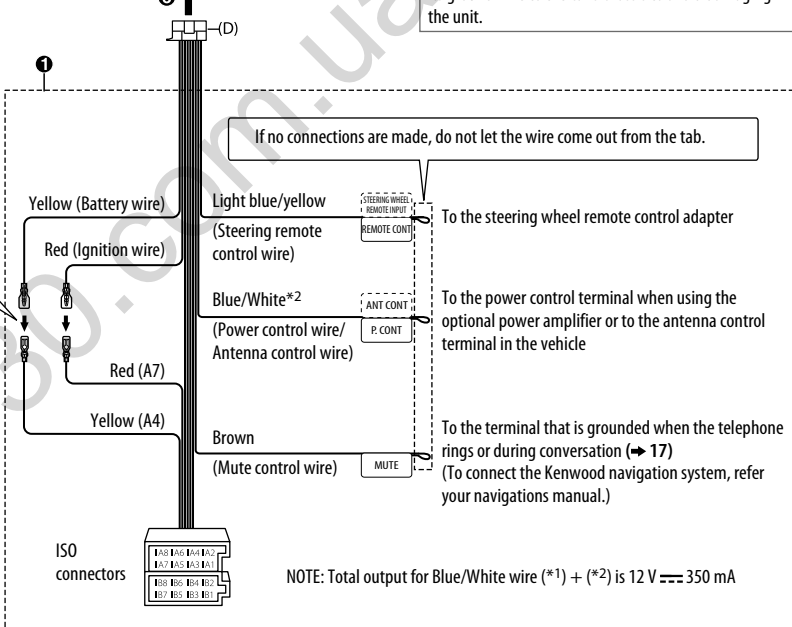 the unit.
(D)
1
If no connections are made, do not let the wire come out from the tab.
Yellow (Battery wire)
Light blue/yellow
(Steering remote
control wire)
STEERING WHEEL
REMOTE INPUT
REMOTE CONT
To the steering wheel remote control adapter
Red (Ignition wire)
Blue/White*2
(Power control wire/
Antenna control wire)
ANT CONT
P. CONT
To the power control terminal when using the
optional power amplifier or to the antenna control
terminal in the vehicle
Red (A7)
Yellow (A4)
Brown
(Mute control wire)
MUTE
To the terminal that is grounded when the telephone
rings or during conversation (➜ 17)
(To connect the Kenwood navigation system, refer
your navigations manual.)
ISO
connectors
A8 A6 A4 A2
A7 A5 A3 A1
B8 B6 B4 B2
B7 B5 B3 B1
NOTE: Total output for Blue/White wire (*1) + (*2) is 12 V ⎓ 350 mA
30.com.ua